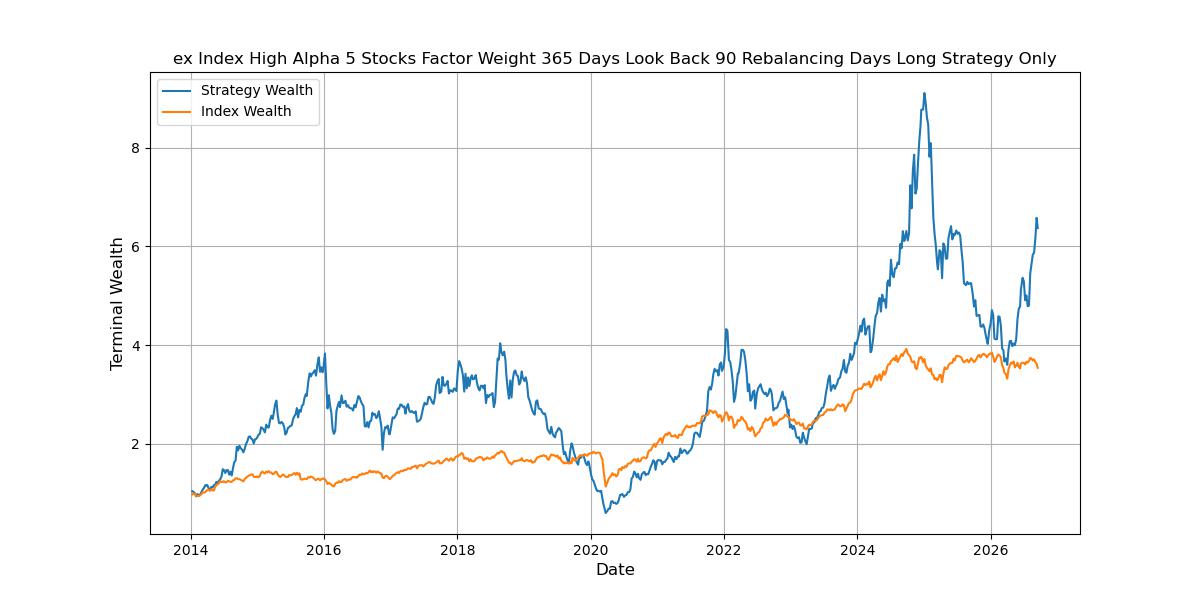 ex Index High Alpha 5 Stocks Factor Weight 365 Days Look Back 90 Rebalancing Days Long Strategy Only
Strategy Wealth
Index Wealth
Terminal Wealth
8
6
4
2
2014 2016 2018 2020 2022 2024 2026
Date